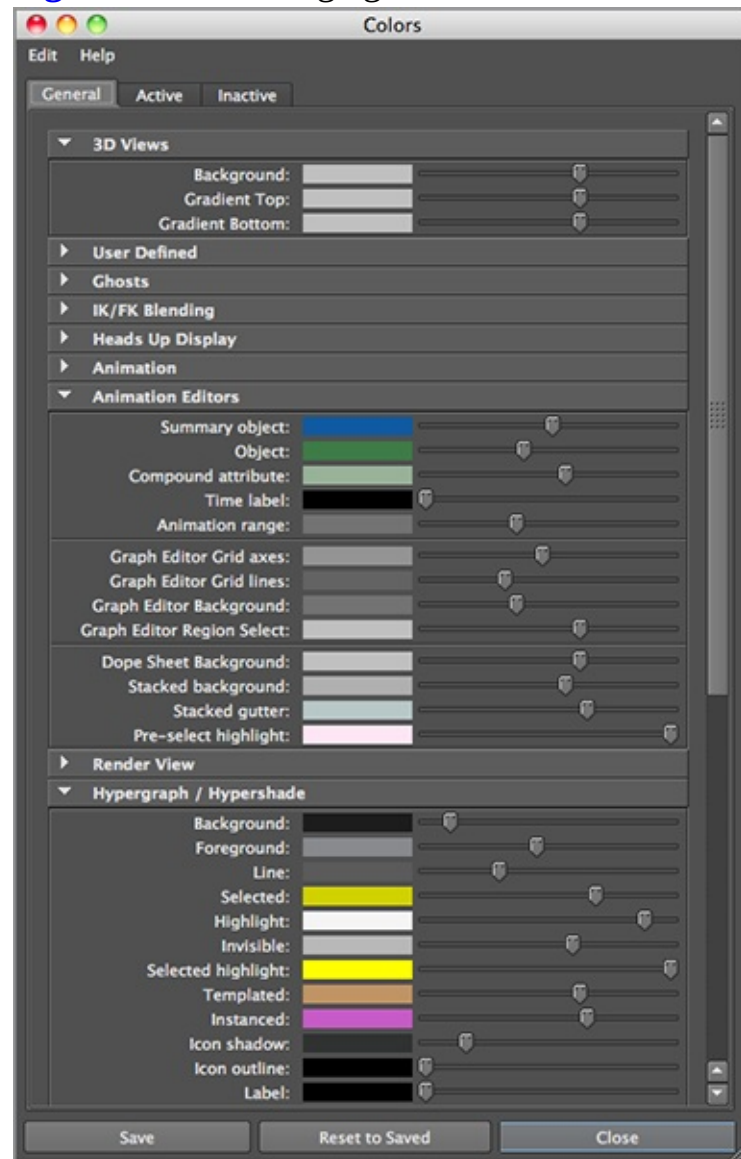 Colors
Edit Help
General Active Inactive
3D Views
Background:
Gradient Top:
Gradient Bottom:
User Defined
Ghosts
IK/FK Blending
Heads Up Display
Animation
Animation Editors
Summary object:
Object:
Compound attribute:
Time label:
Animation range:
Graph Editor Grid axes:
Graph Editor Grid lines:
Graph Editor Background:
Graph Editor Region Select:
Dope Sheet Background:
Stacked background:
Stacked gutter:
Pre-select highlight:
Render View
Hypergraph / Hypershade
Background:
Foreground:
Line:
Selected:
Highlight:
Invisible:
Selected highlight:
Templated:
Instanced:
Icon shadow:
Icon outline:
Label:
Save Reset to Saved Close